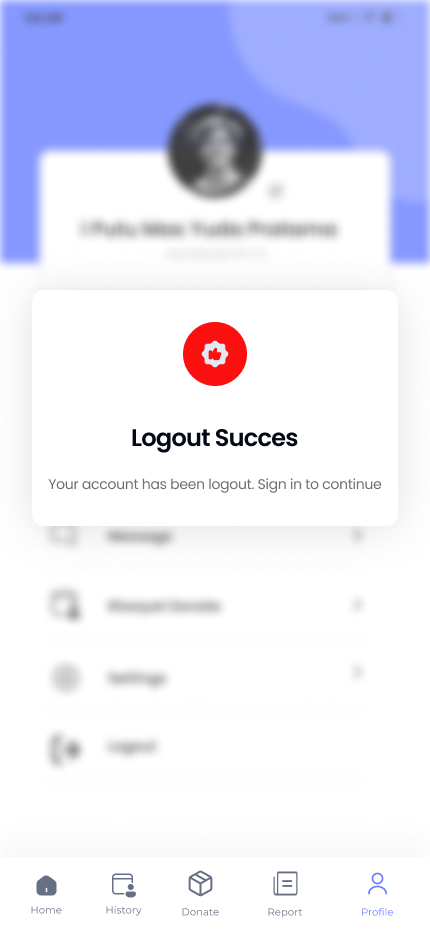 I Putu Mas Yuda Pratama
Logout Succes
Your account has been logout. Sign in to continue
Message
Riwayat Donate
Settings
Logout
Home
History
Donate
Report
Profile